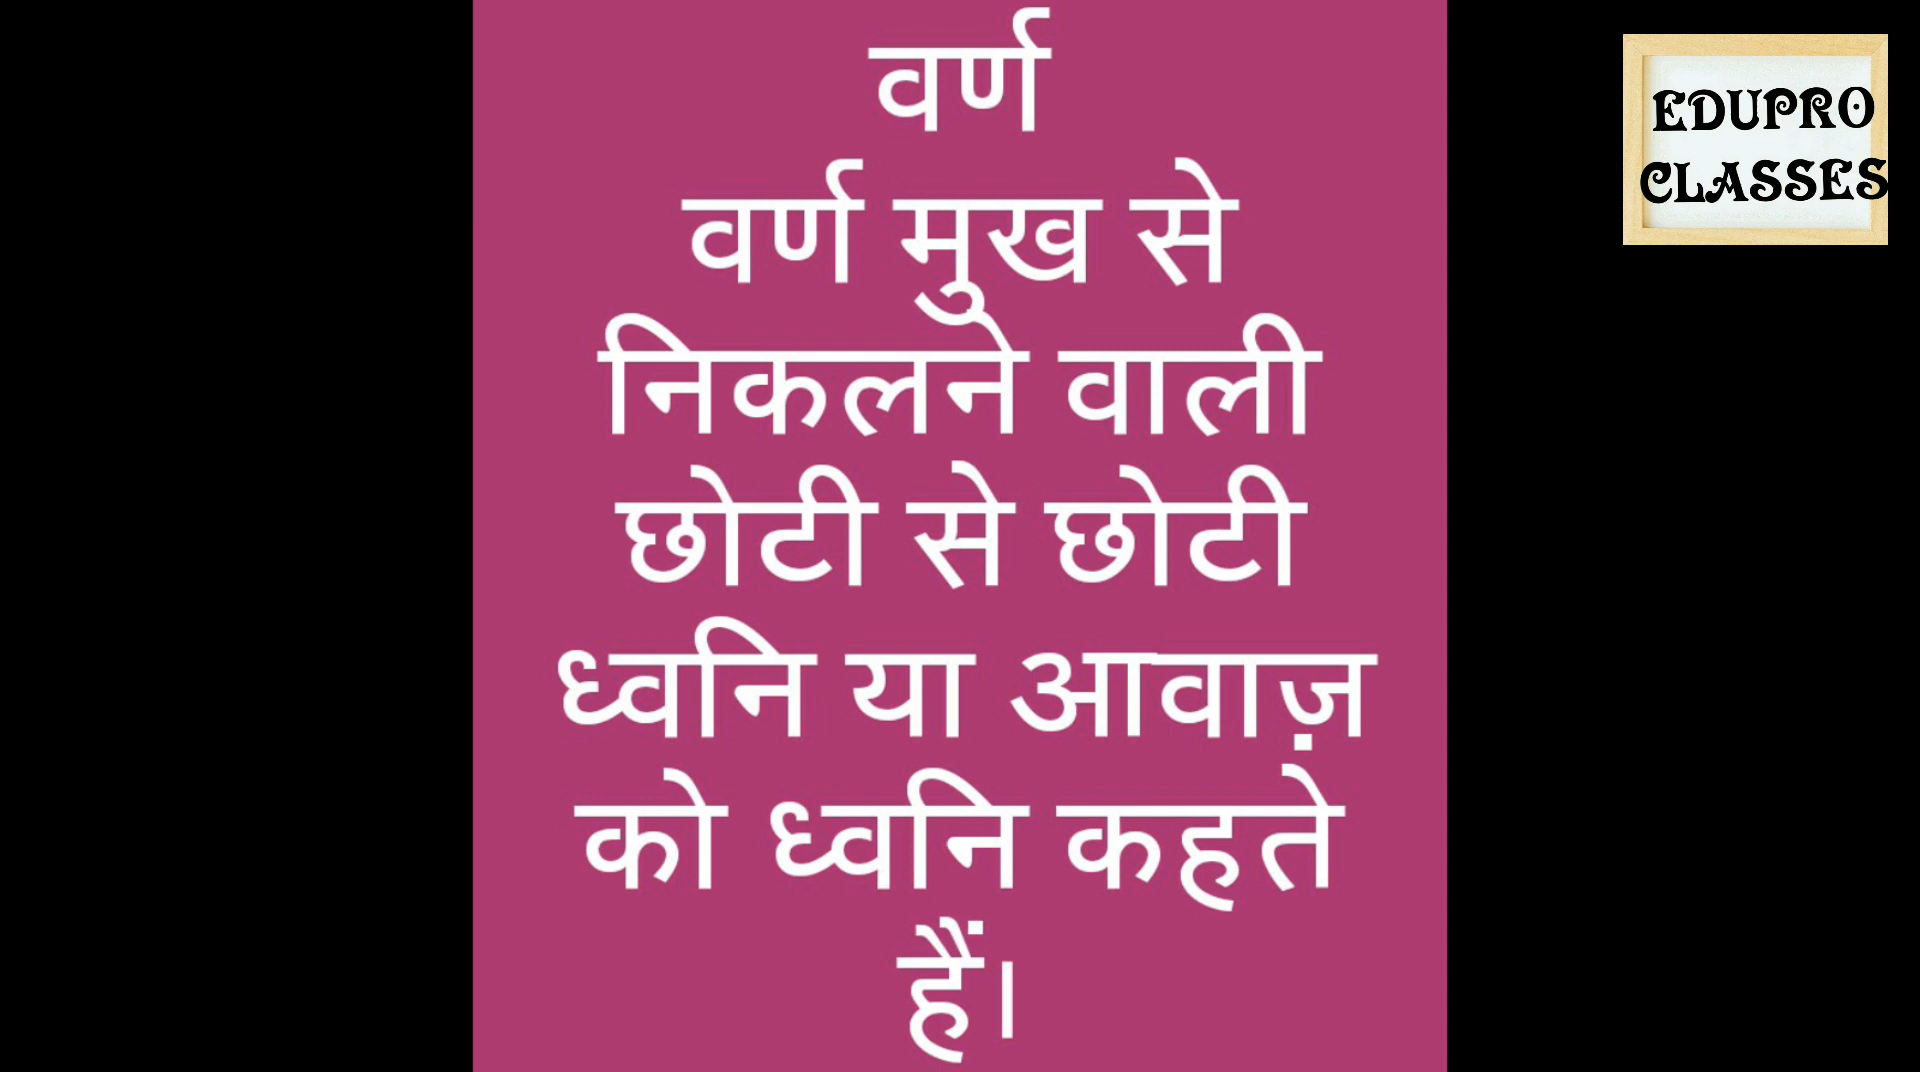 वर्ण
वर्ण मुख से
निकलने वाली
छोटी से छोटी
ध्वनि या आवाज़
को ध्वनि कहते
हैं।
EDUPRO
CLASSES